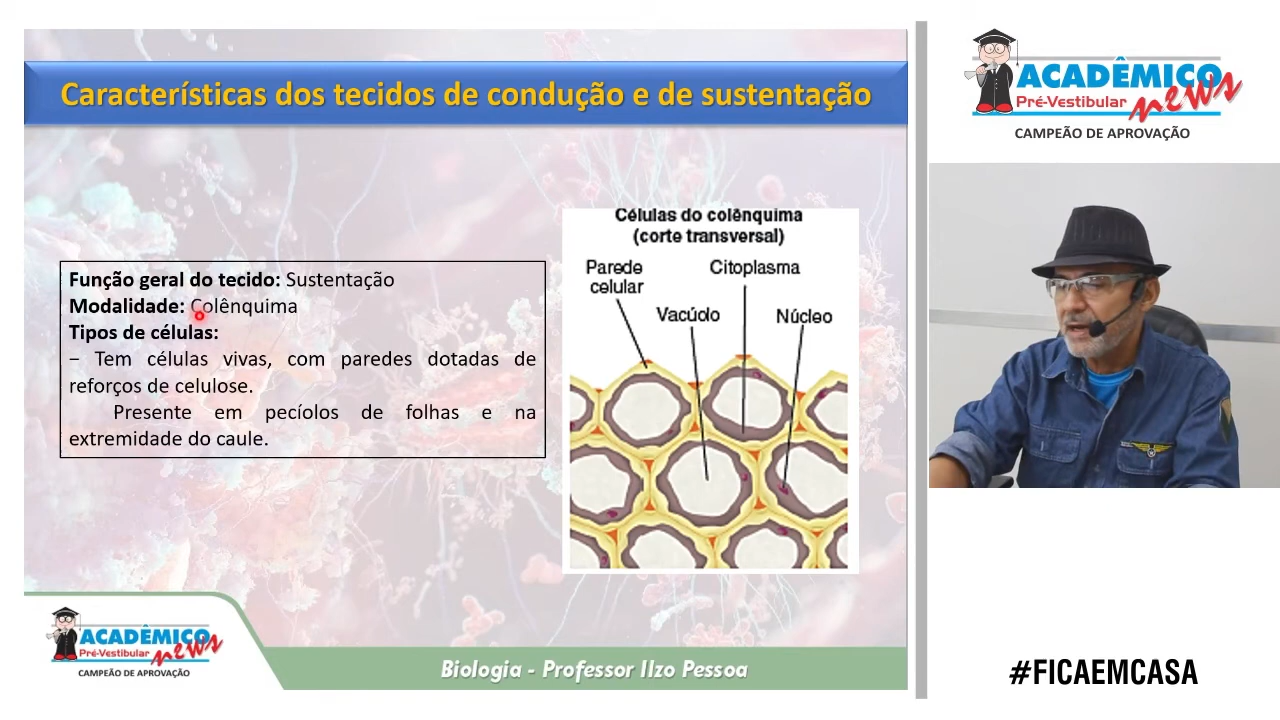 Características dos tecidos de condução e de sustentação
Função geral do tecido: Sustentação
Modalidade: Colênquima
Tipos de células:
− Tem células vivas, com paredes dotadas de
reforços de celulose.
Presente em pecíolos de folhas e na
extremidade do caule.
Células do colênquima
(corte transversal)
Parede
celular
Citoplasma
Vacúolo
Núcleo
ACADÊMICO
Pré-Vestibular news
CAMPEÃO DE APROVAÇÃO
Biologia - Professor Ilzo Pessoa
ACADÊMICO
Pré-Vestibular news
CAMPEÃO DE APROVAÇÃO
#FICAEMCASA